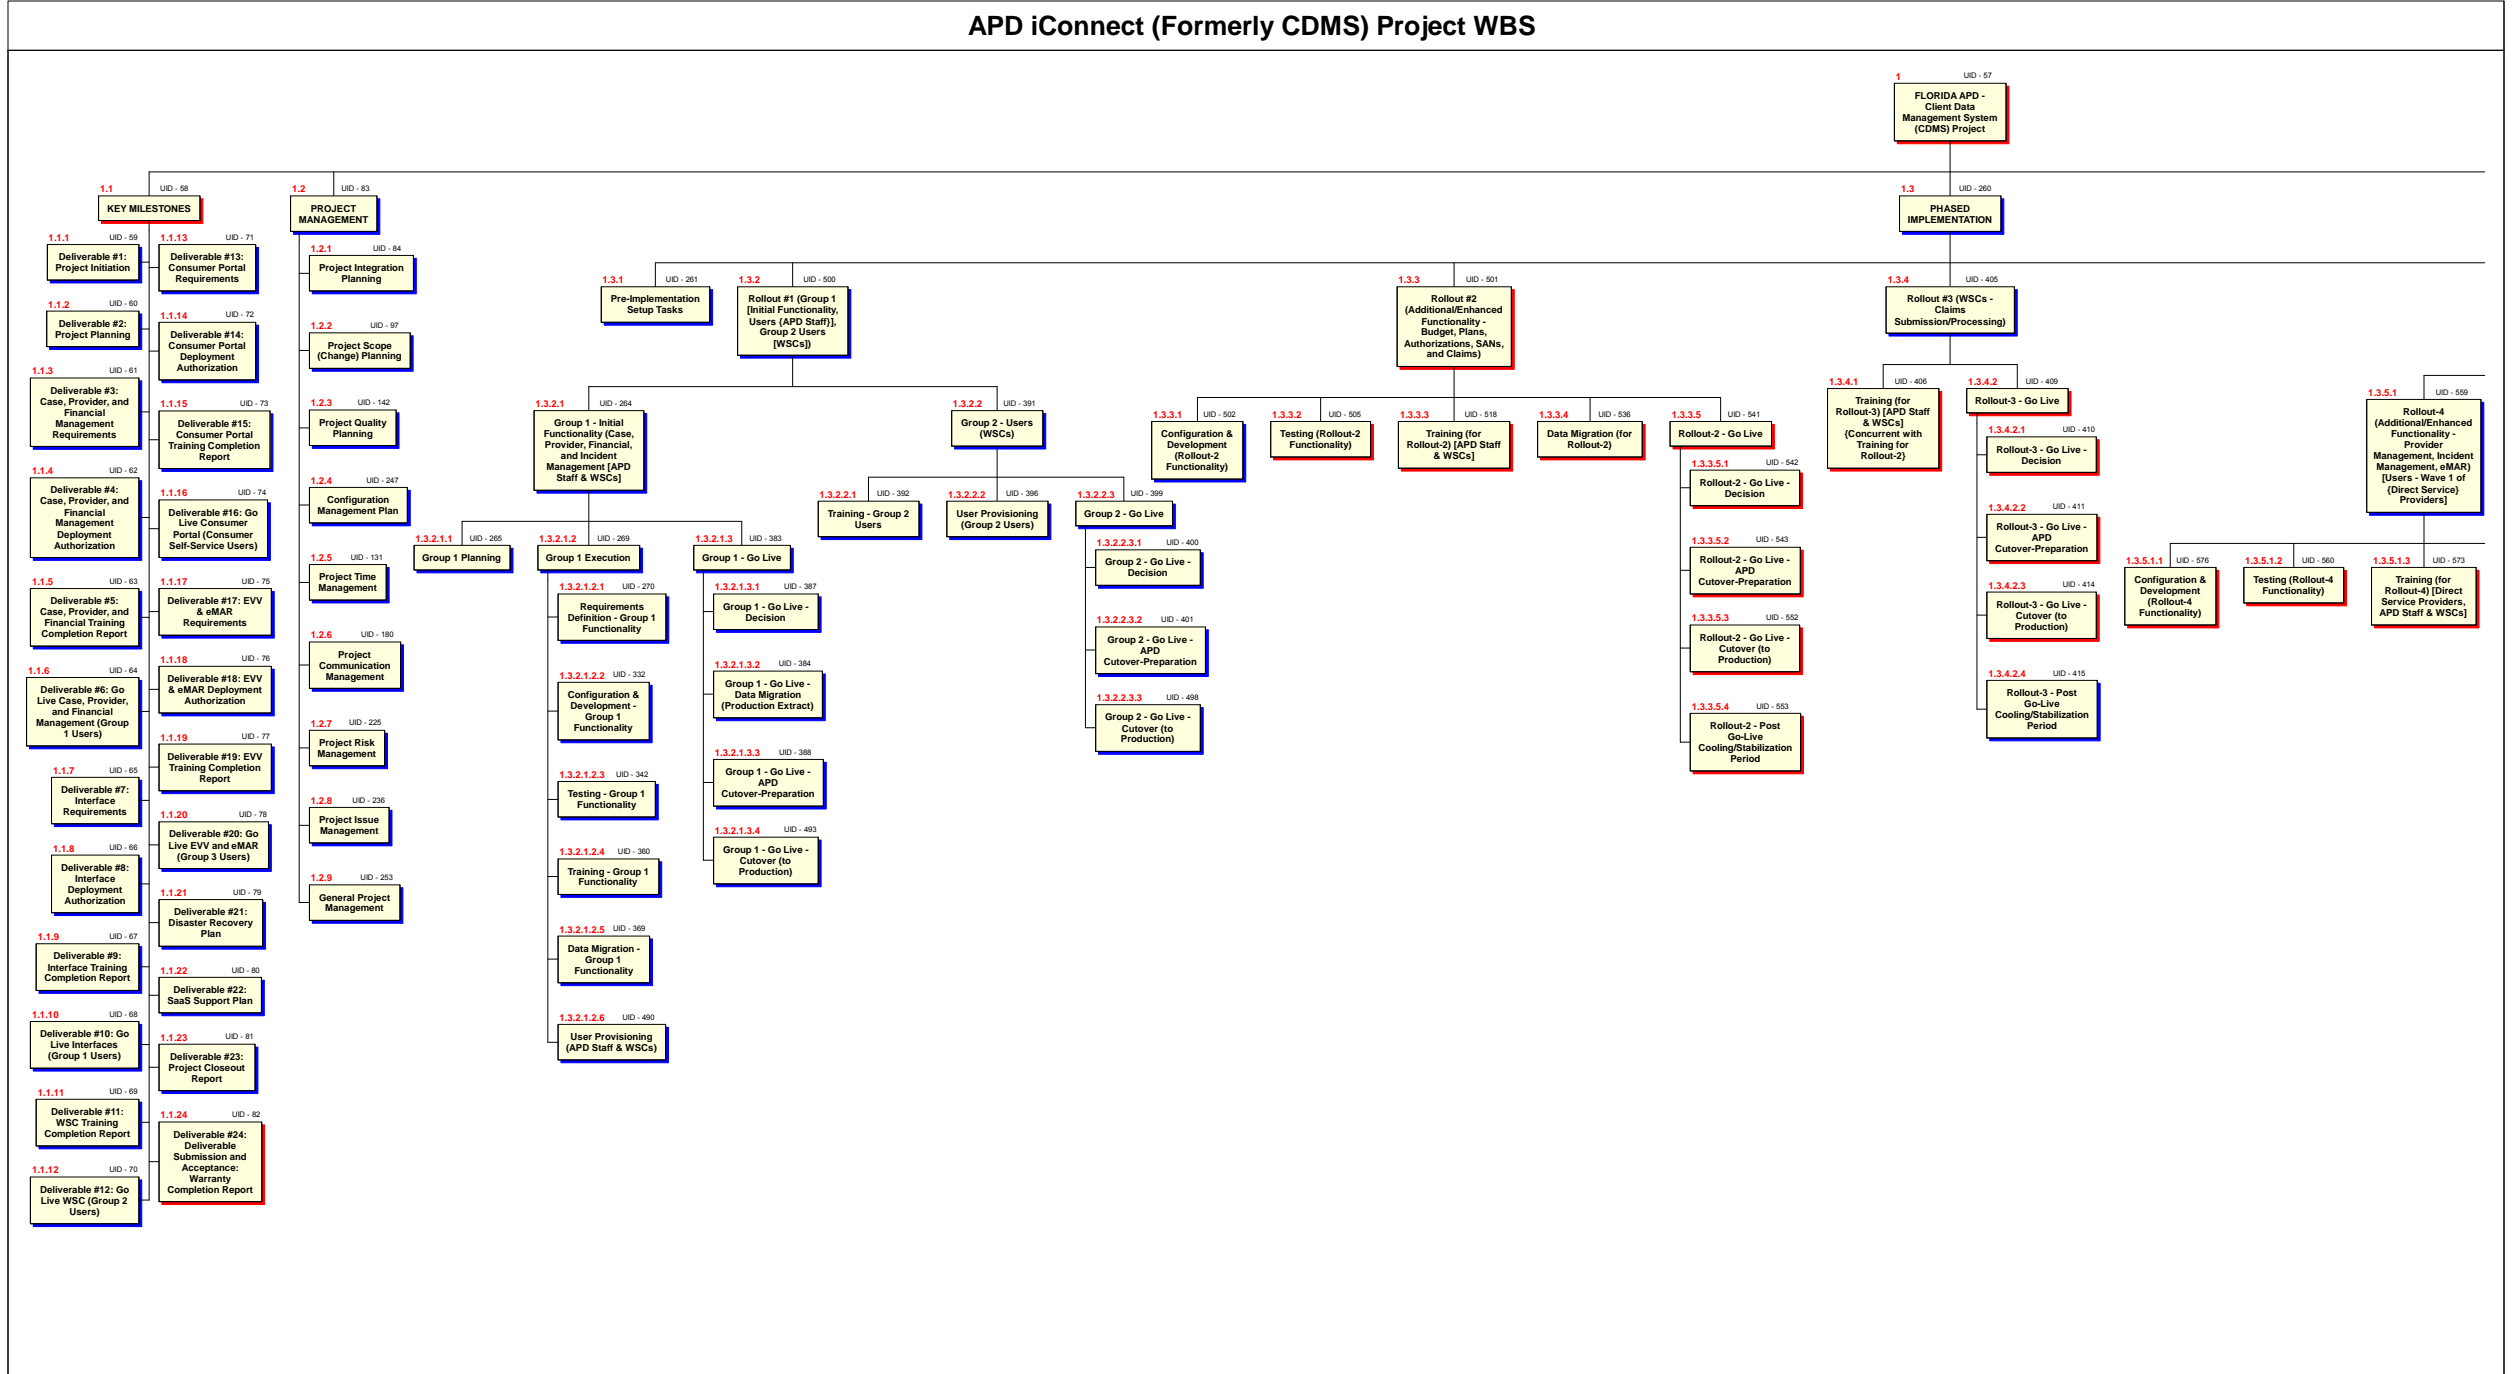 APD iConnect (Formerly CDMS) Project WBS
1 UID - 57
FLORIDA APD -
Client Data
Management System
(CDMS) Project
1.1 UID - 58
KEY MILESTONES
1.1.1 UID - 59
Deliverable #1:
Project Initiation
1.1.2 UID - 60
Deliverable #2:
Project Planning
1.1.3 UID - 61
Deliverable #3:
Case, Provider, and
Financial
Management
Requirements
1.1.4 UID - 62
Deliverable #4:
Case, Provider, and
Financial
Management
Deployment
Authorization
1.1.5 UID - 63
Deliverable #5:
Case, Provider, and
Financial Training
Completion Report
1.1.6 UID - 64
Deliverable #6: Go
Live Case, Provider,
and Financial
Management (Group
1 Users)
1.1.7 UID - 65
Deliverable #7:
Interface
Requirements
1.1.8 UID - 66
Deliverable #8:
Interface
Deployment
Authorization
1.1.9 UID - 67
Deliverable #9:
Interface Training
Completion Report
1.1.10 UID - 68
Deliverable #10: Go
Live Interfaces
(Group 1 Users)
1.1.11 UID - 69
Deliverable #11:
WSC Training
Completion Report
1.1.12 UID - 70
Deliverable #12: Go
Live WSC (Group 2
Users)
1.1.13 UID - 71
Deliverable #13:
Consumer Portal
Requirements
1.1.14 UID - 72
Deliverable #14:
Consumer Portal
Deployment
Authorization
1.1.15 UID - 73
Deliverable #15:
Consumer Portal
Training Completion
Report
1.1.16 UID - 74
Deliverable #16: Go
Live Consumer
Portal (Consumer
Self-Service Users)
1.1.17 UID - 75
Deliverable #17: EVV
& eMAR
Requirements
1.1.18 UID - 76
Deliverable #18: EVV
& eMAR Deployment
Authorization
1.1.19 UID - 77
Deliverable #19: EVV
Training Completion
Report
1.1.20 UID - 78
Deliverable #20: Go
Live EVV and eMAR
(Group 3 Users)
1.1.21 UID - 79
Deliverable #21:
Disaster Recovery
Plan
1.1.22 UID - 80
Deliverable #22:
SaaS Support Plan
1.1.23 UID - 81
Deliverable #23:
Project Closeout
Report
1.1.24 UID - 82
Deliverable #24:
Deliverable
Submission and
Acceptance:
Warranty
Completion Report
1.2 UID - 83
PROJECT
MANAGEMENT
1.2.1 UID - 84
Project Integration
Planning
1.2.2 UID - 97
Project Scope
(Change) Planning
1.2.3 UID - 142
Project Quality
Planning
1.2.4 UID - 247
Configuration
Management Plan
1.2.5 UID - 131
Project Time
Management
1.2.6 UID - 180
Project
Communication
Management
1.2.7 UID - 225
Project Risk
Management
1.2.8 UID - 236
Project Issue
Management
1.2.9 UID - 253
General Project
Management
1.3 UID - 260
PHASED
IMPLEMENTATION
1.3.1 UID - 261
Pre-Implementation
Setup Tasks
1.3.2 UID - 500
Rollout #1 (Group 1
[Initial Functionality,
Users {APD Staff}],
Group 2 Users
[WSCs])
1.3.2.1 UID - 264
Group 1 - Initial
Functionality (Case,
Provider, Financial,
and Incident
Management [APD
Staff & WSCs]
1.3.2.1.1 UID - 265
Group 1 Planning
1.3.2.1.2 UID - 269
Group 1 Execution
1.3.2.1.2.1 UID - 270
Requirements
Definition - Group 1
Functionality
1.3.2.1.2.2 UID - 332
Configuration &
Development -
Group 1
Functionality
1.3.2.1.2.3 UID - 342
Testing - Group 1
Functionality
1.3.2.1.2.4 UID - 360
Training - Group 1
Functionality
1.3.2.1.2.5 UID - 369
Data Migration -
Group 1
Functionality
1.3.2.1.2.6 UID - 490
User Provisioning
(APD Staff & WSCs)
1.3.2.1.3 UID - 383
Group 1 - Go Live
1.3.2.1.3.1 UID - 387
Group 1 - Go Live -
Decision
1.3.2.1.3.2 UID - 384
Group 1 - Go Live -
Data Migration
(Production Extract)
1.3.2.1.3.3 UID - 388
Group 1 - Go Live -
APD
Cutover-Preparation
1.3.2.1.3.4 UID - 493
Group 1 - Go Live -
Cutover (to
Production)
1.3.2.2 UID - 391
Group 2 - Users
(WSCs)
1.3.2.2.1 UID - 392
Training - Group 2
Users
1.3.2.2.2 UID - 396
User Provisioning
(Group 2 Users)
1.3.2.2.3 UID - 399
Group 2 - Go Live
1.3.2.2.3.1 UID - 400
Group 2 - Go Live -
Decision
1.3.2.2.3.2 UID - 401
Group 2 - Go Live -
APD
Cutover-Preparation
1.3.2.2.3.3 UID - 498
Group 2 - Go Live -
Cutover (to
Production)
1.3.3 UID - 501
Rollout #2
(Additional/Enhanced
Functionality -
Budget, Plans,
Authorizations, SANs,
and Claims)
1.3.3.1 UID - 502
Configuration &
Development
(Rollout-2
Functionality)
1.3.3.2 UID - 505
Testing (Rollout-2
Functionality)
1.3.3.3 UID - 518
Training (for
Rollout-2) [APD Staff
& WSCs]
1.3.3.4 UID - 536
Data Migration (for
Rollout-2)
1.3.3.5 UID - 541
Rollout-2 - Go Live
1.3.3.5.1 UID - 542
Rollout-2 - Go Live -
Decision
1.3.3.5.2 UID - 543
Rollout-2 - Go Live -
APD
Cutover-Preparation
1.3.3.5.3 UID - 552
Rollout-2 - Go Live -
Cutover (to
Production)
1.3.3.5.4 UID - 553
Rollout-2 - Post
Go-Live
Cooling/Stabilization
Period
1.3.4 UID - 405
Rollout #3 (WSCs -
Claims
Submission/Processing)
1.3.4.1 UID - 406
Training (for
Rollout-3) [APD Staff
& WSCs]
{Concurrent with
Training for
Rollout-2}
1.3.4.2 UID - 409
Rollout-3 - Go Live
1.3.4.2.1 UID - 410
Rollout-3 - Go Live -
Decision
1.3.4.2.2 UID - 411
Rollout-3 - Go Live -
APD
Cutover-Preparation
1.3.4.2.3 UID - 414
Rollout-3 - Go Live -
Cutover (to
Production)
1.3.4.2.4 UID - 415
Rollout-3 - Post
Go-Live
Cooling/Stabilization
Period
1.3.5.1 UID - 559
Rollout-4
(Additional/Enhanced
Functionality -
Provider
Management, Incident
Management, eMAR)
[Users - Wave 1 of
{Direct Service}
Providers]
1.3.5.1.1 UID - 576
Configuration &
Development
(Rollout-4
Functionality)
1.3.5.1.2 UID - 560
Testing (Rollout-4
Functionality)
1.3.5.1.3 UID - 573
Training (for
Rollout-4) [Direct
Service Providers,
APD Staff & WSCs]